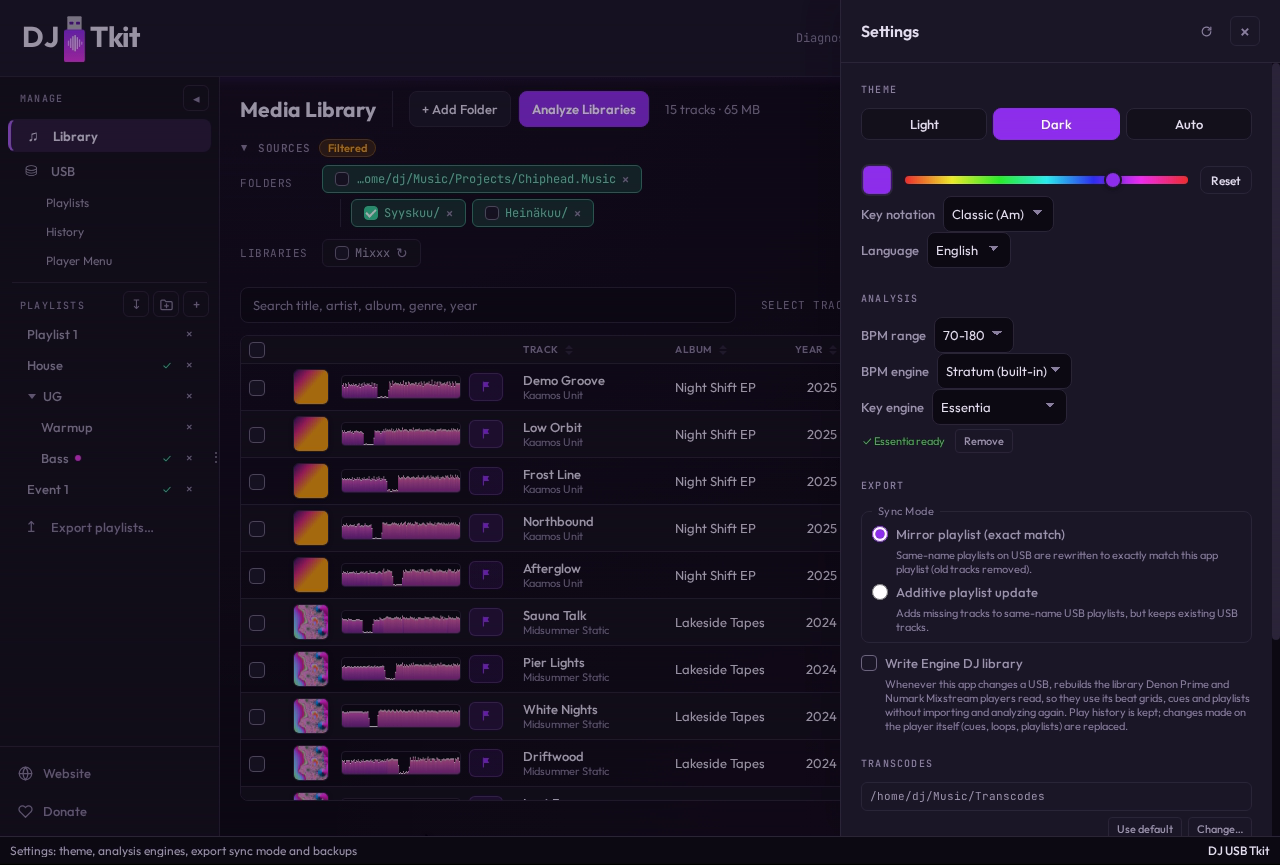 DJ Tkit
Diagnos
Settings
×
MANAGE
Library
USB
Playlists
History
Player Menu
PLAYLISTS
+
Playlist 1 ×
House ✓ ×
UG ×
Warmup ×
Bass ✓ ×
Event 1 ✓ ×
Export playlists...
Website
Donate
Media Library
+ Add Folder
Analyze Libraries
15 tracks · 65 MB
SOURCES
Filtered
FOLDERS
…ome/dj/Music/Projects/Chiphead.Music ×
Syyskuu/ ×
Heinäkuu/ ×
LIBRARIES
Mixxx ↻
Search title, artist, album, genre, year
SELECT TRAC
TRACK ALBUM YEAR
Demo Groove
Kaamos Unit
Night Shift EP 2025
Low Orbit
Kaamos Unit
Night Shift EP 2025
Frost Line
Kaamos Unit
Night Shift EP 2025
Northbound
Kaamos Unit
Night Shift EP 2025
Afterglow
Kaamos Unit
Night Shift EP 2025
Sauna Talk
Midsummer Static
Lakeside Tapes 2024
Pier Lights
Midsummer Static
Lakeside Tapes 2024
White Nights
Midsummer Static
Lakeside Tapes 2024
Driftwood
Midsummer Static
Lakeside Tapes 2024
THEME
Light
Dark
Auto
Reset
Key notation Classic (Am)
Language English
ANALYSIS
BPM range 70-180
BPM engine Stratum (built-in)
Key engine Essentia
✓ Essentia ready
Remove
EXPORT
Sync Mode
Mirror playlist (exact match)
Same-name playlists on USB are rewritten to exactly match this app
playlist (old tracks removed).
Additive playlist update
Adds missing tracks to same-name USB playlists, but keeps existing USB
tracks.
Write Engine DJ library
Whenever this app changes a USB, rebuilds the library Denon Prime and
Numark Mixstream players read, so they use its beat grids, cues and playlists
without importing and analyzing again. Play history is kept; changes made on
the player itself (cues, loops, playlists) are replaced.
TRANSCODES
/home/dj/Music/Transcodes
Use default
Change...
Settings: theme, analysis engines, export sync mode and backups
DJ USB Tkit